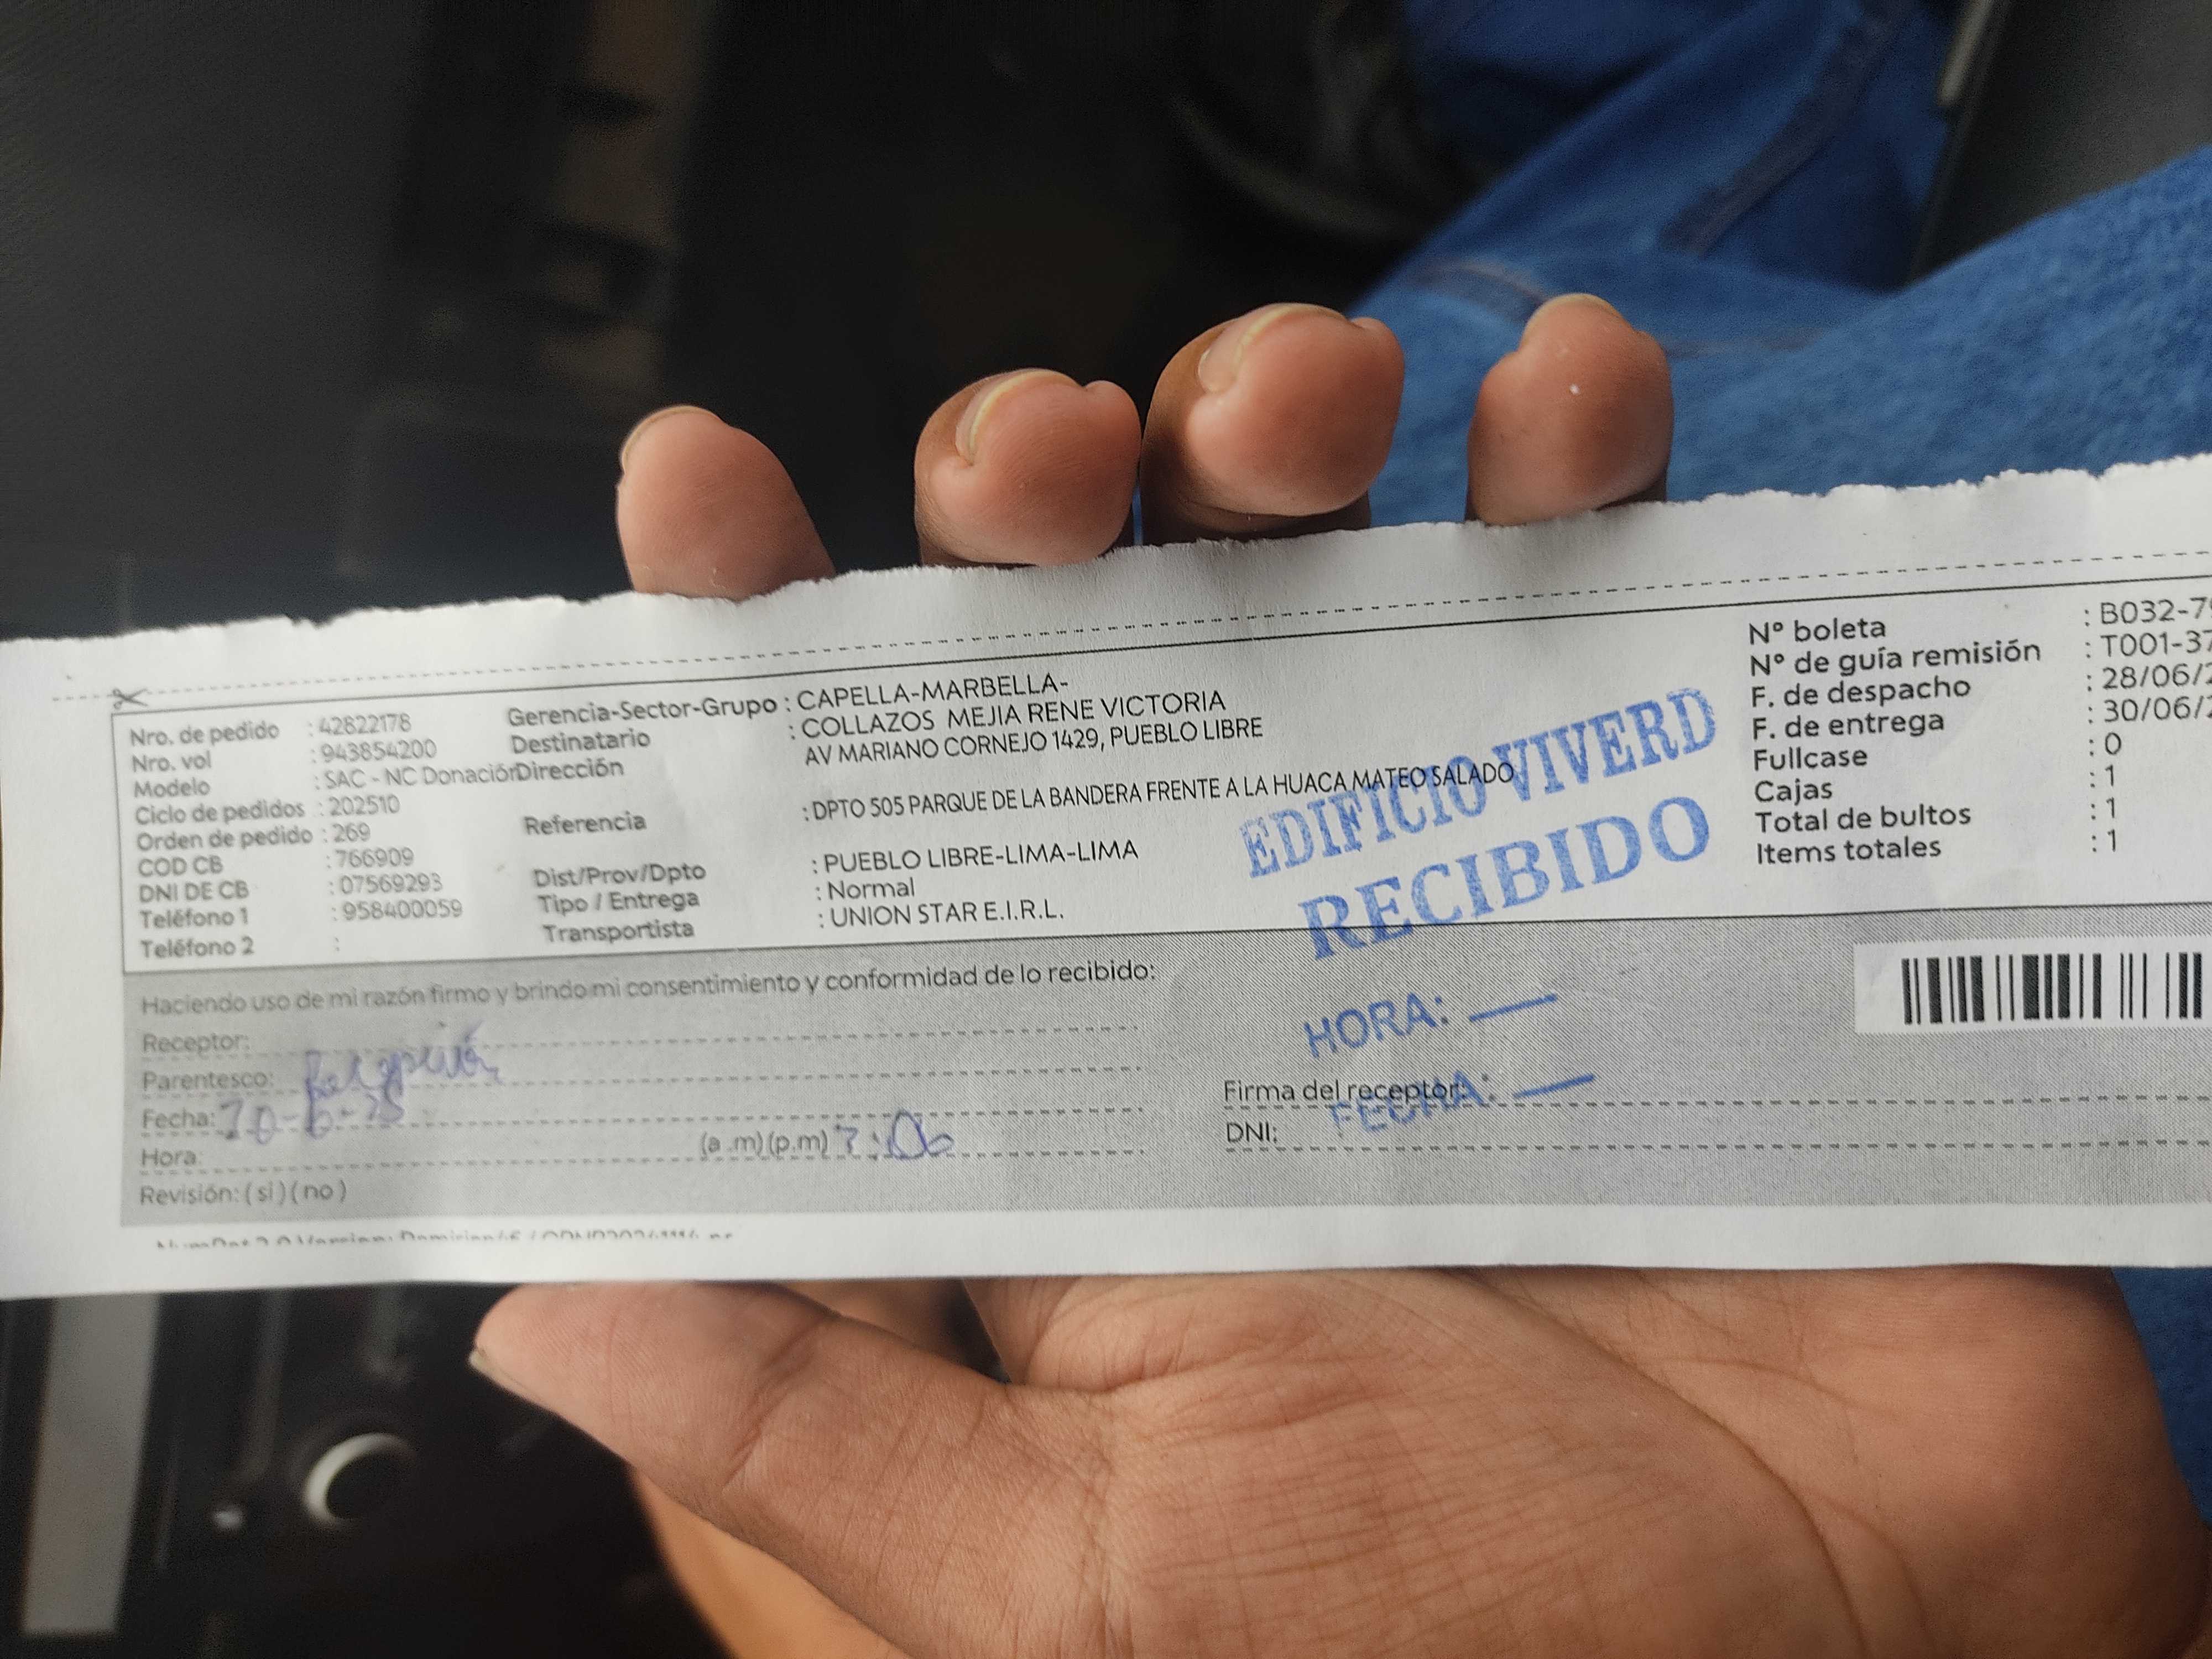 Nro. de pedido : 42822178
Nro. vol : 943854200
Modelo : SAC - NC Donación
Ciclo de pedidos : 202510
Orden de pedido : 269
COD CB : 766909
DNI DE CB : 07569293
Teléfono 1 : 958400059
Teléfono 2 :
Gerencia-Sector-Grupo : CAPELLA-MARBELLA-
Destinatario : COLLAZOS MEJIA RENE VICTORIA
Dirección AV MARIANO CORNEJO 1429, PUEBLO LIBRE
Referencia : DPTO 505 PARQUE DE LA BANDERA FRENTE A LA HUACA MATEO SALADO
Dist/Prov/Dpto : PUEBLO LIBRE-LIMA-LIMA
Tipo / Entrega : Normal
Transportista : UNION STAR E.I.R.L.
Nº boleta : B032-7
Nº de guía remisión : T001-37
F. de despacho : 28/06/2
F. de entrega : 30/06/2
Fullcase : 0
Cajas : 1
Total de bultos : 1
Items totales : 1
EDIFICIO VIVERD
RECIBIDO
HORA:
FECHA:
Haciendo uso de mi razón firmo y brindo mi consentimiento y conformidad de lo recibido:
Receptor:
Parentesco: Recepción
Fecha: 30-6-25
Hora: (a.m)(p.m) 3:06
Revisión: ( si ) ( no )
Firma del receptor:
DNI: